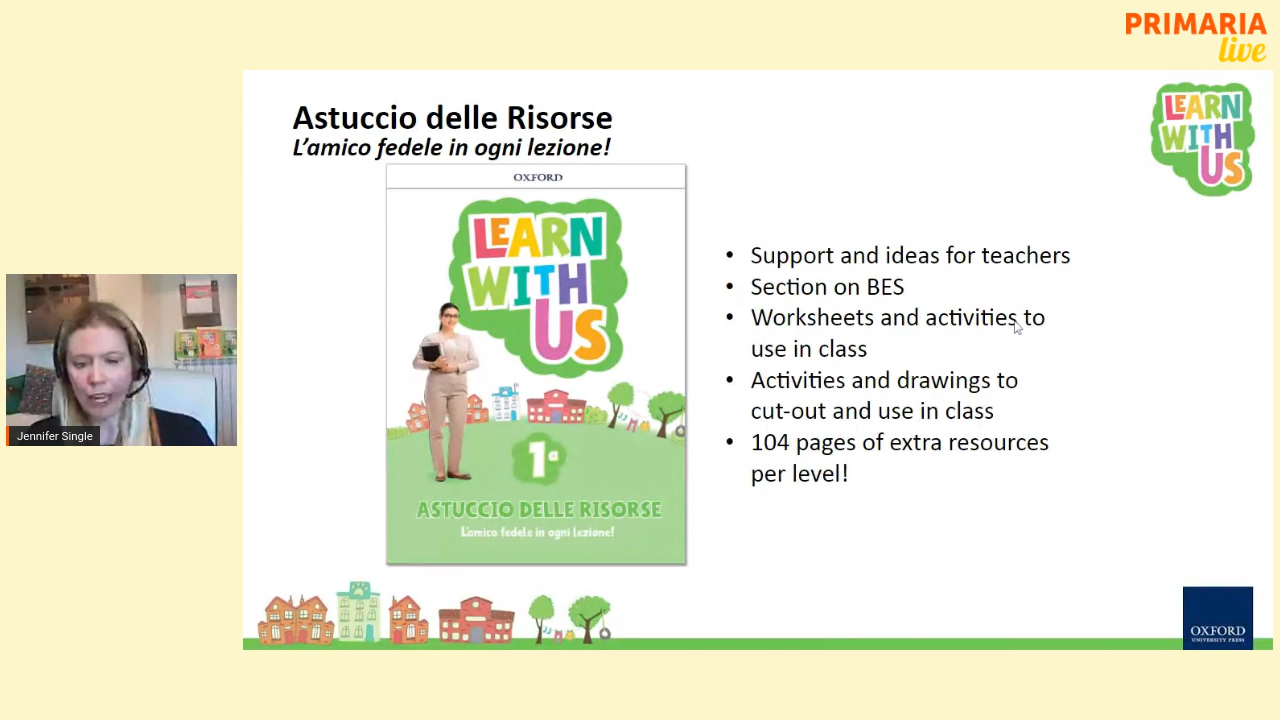 PRIMARIA
live
Astuccio delle Risorse
L'amico fedele in ogni lezione!
LEARN
WITH
US
OXFORD
LEARN
WITH
US
1a
ASTUCCIO DELLE RISORSE
L'amico fedele in ogni lezione!
• Support and ideas for teachers
• Section on BES
• Worksheets and activities to
use in class
• Activities and drawings to
cut-out and use in class
• 104 pages of extra resources
per level!
Jennifer Single
OXFORD
UNIVERSITY PRESS